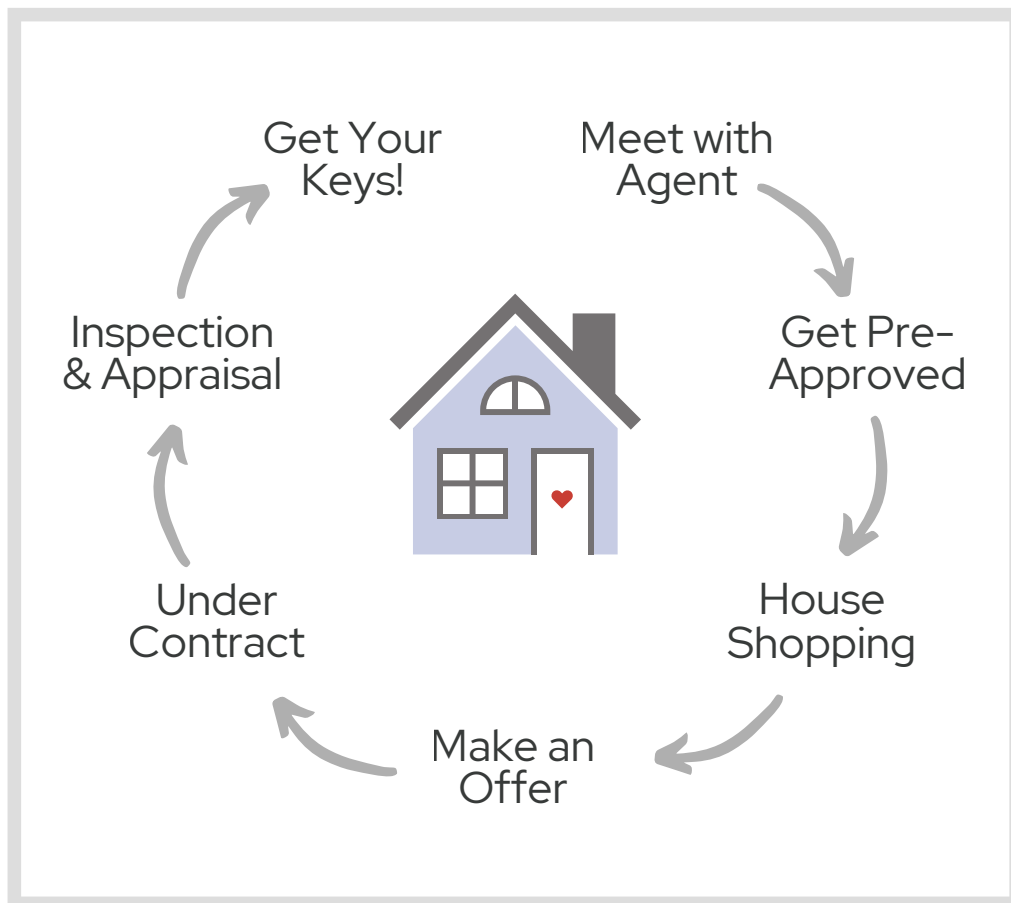 Get Your
Keys!
Meet with
Agent
Inspection
& Appraisal
Get Pre-
Approved
Under
Contract
House
Shopping
Make an
Offer